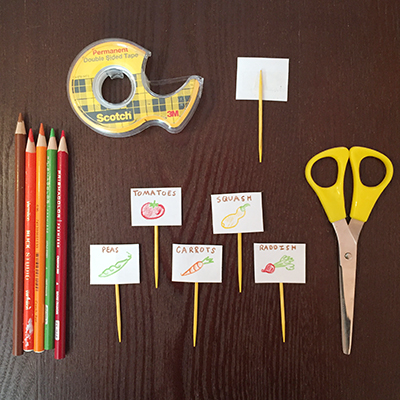 Permanent
Double Sided Tape
Scotch
3M
TOMATOES
SQUASH
PEAS
CARROTS
RADDISH